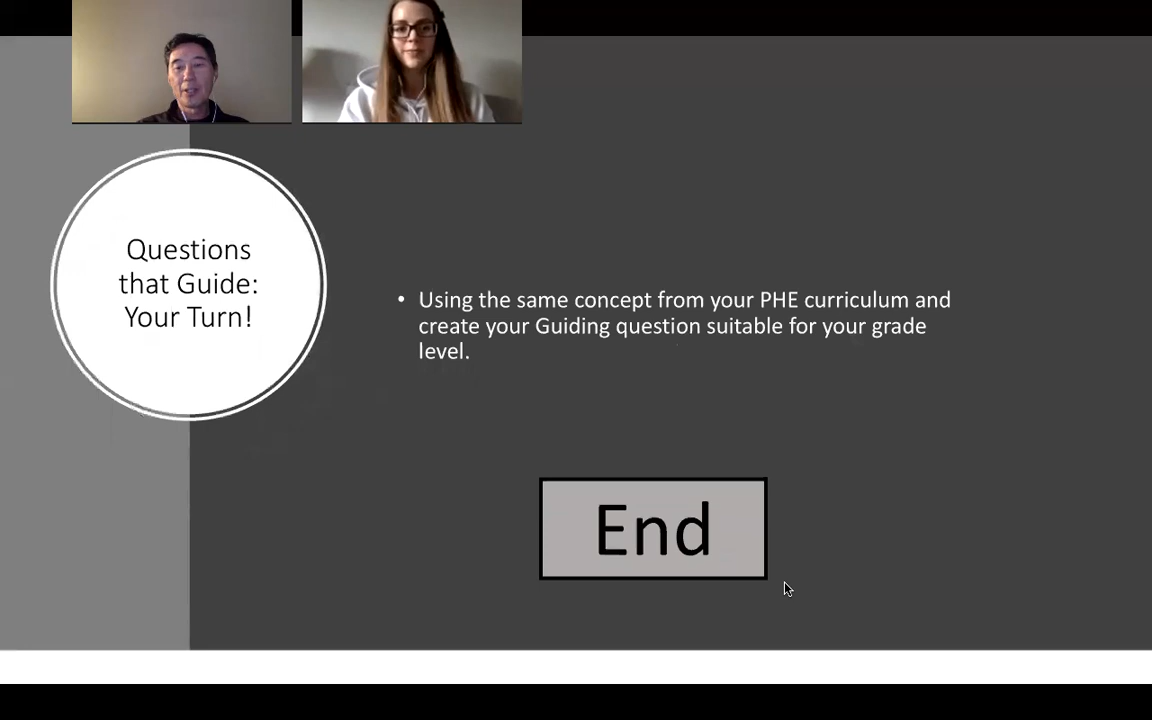 Questions
that Guide:
Your Turn!
• Using the same concept from your PHE curriculum and
create your Guiding question suitable for your grade
level.
End